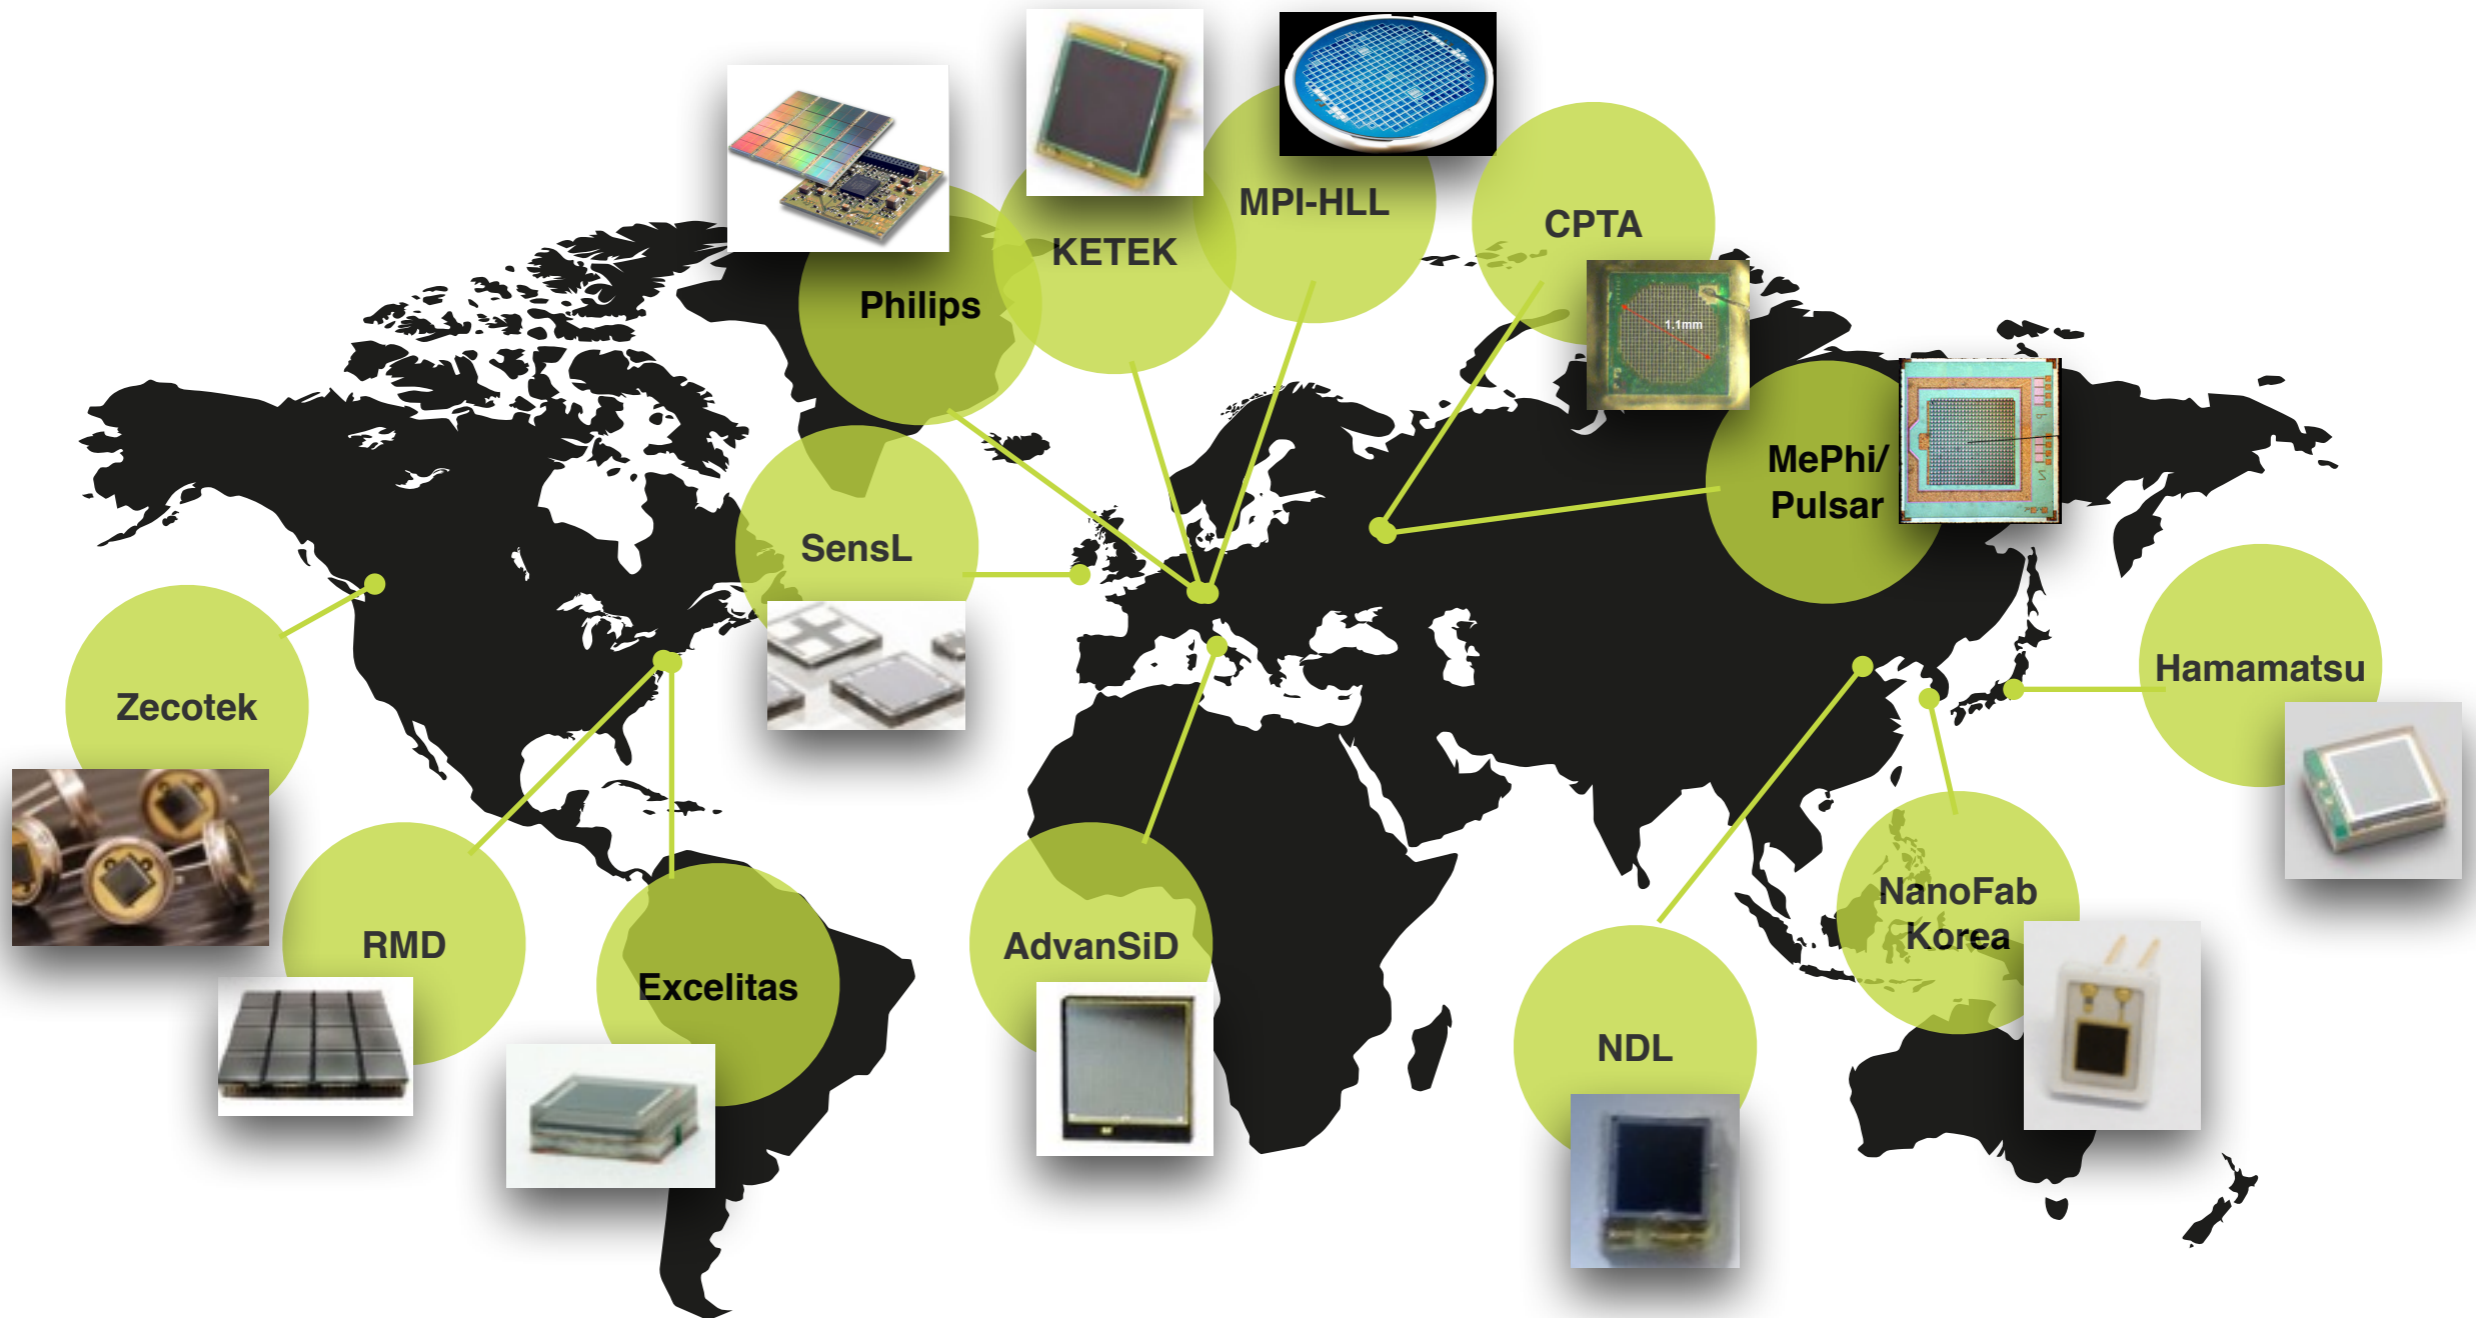 MPI-HLL
CPTA
KETEK
Philips
1.1mm
MePhi/
Pulsar
SensL
Hamamatsu
Zecotek
NanoFab
Korea
RMD
AdvanSiD
Excelitas
NDL